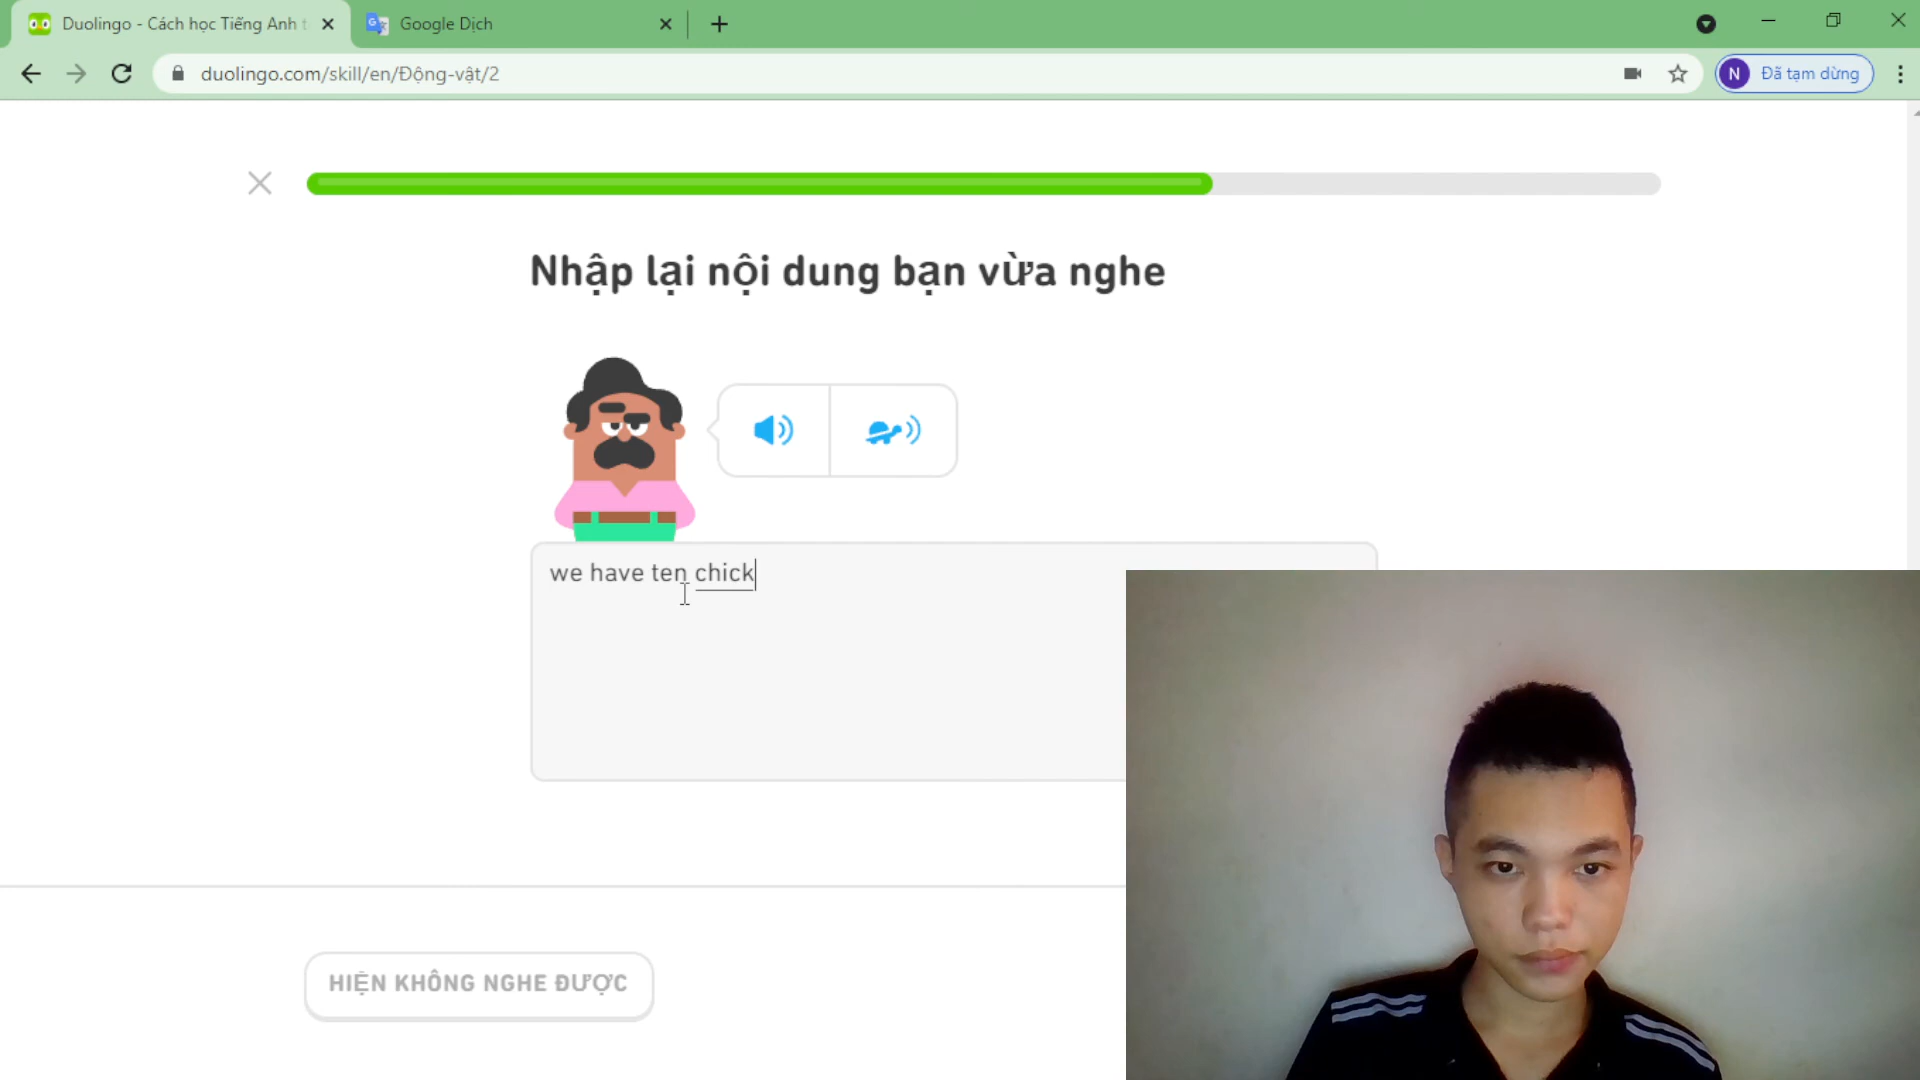 Duolingo - Cách học Tiếng Anh t
Google Dịch
duolingo.com/skill/en/Động-vật/2
N
Đã tạm dừng
Nhập lại nội dung bạn vừa nghe
we have ten chick
HIỆN KHÔNG NGHE ĐƯỢC